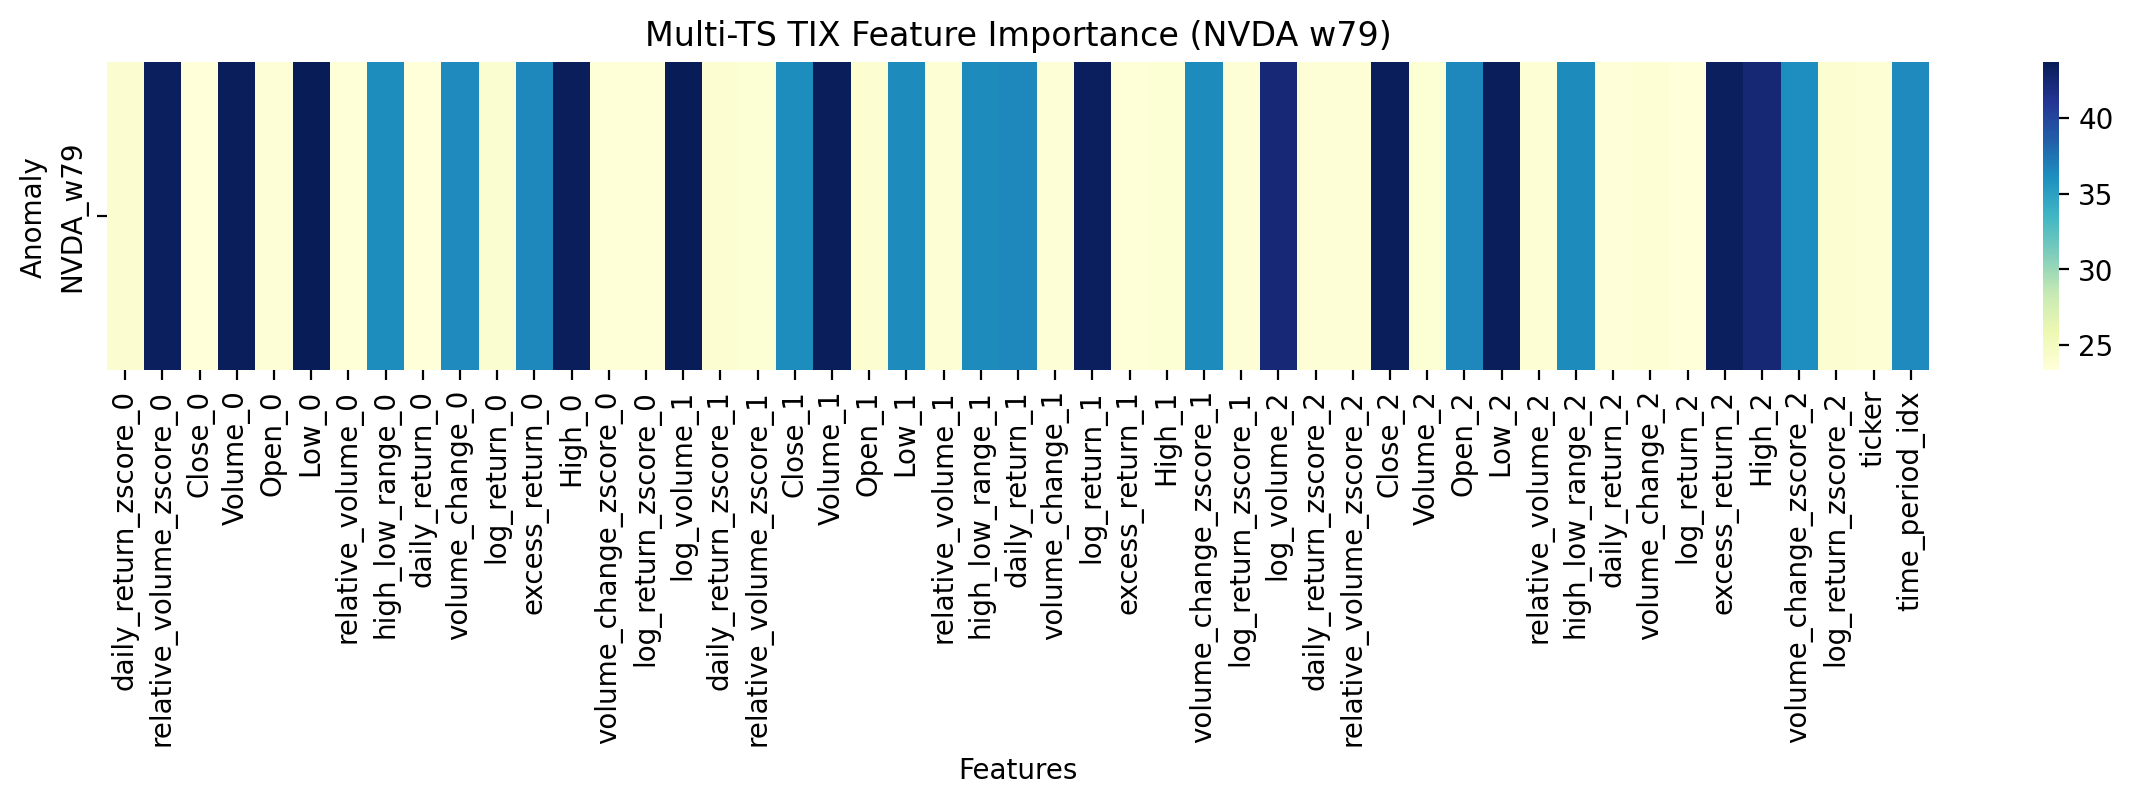 Multi-TS TIX Feature Importance (NVDA w79)
Anomaly
NVDA_w79
40
35
30
25
daily_return_zscore_0
relative_volume_zscore_0
Close_0
Volume_0
Open_0
Low_0
relative_volume_0
high_low_range_0
daily_return_0
volume_change_0
log_return_0
excess_return_0
High_0
volume_change_zscore_0
log_return_zscore_0
log_volume_1
daily_return_zscore_1
relative_volume_zscore_1
Close_1
Volume_1
Open_1
Low_1
relative_volume_1
high_low_range_1
daily_return_1
volume_change_1
log_return_1
excess_return_1
High_1
volume_change_zscore_1
log_return_zscore_1
log_volume_2
daily_return_zscore_2
relative_volume_zscore_2
Close_2
Volume_2
Open_2
Low_2
relative_volume_2
high_low_range_2
daily_return_2
volume_change_2
log_return_2
excess_return_2
High_2
volume_change_zscore_2
log_return_zscore_2
ticker
time_period_idx
Features